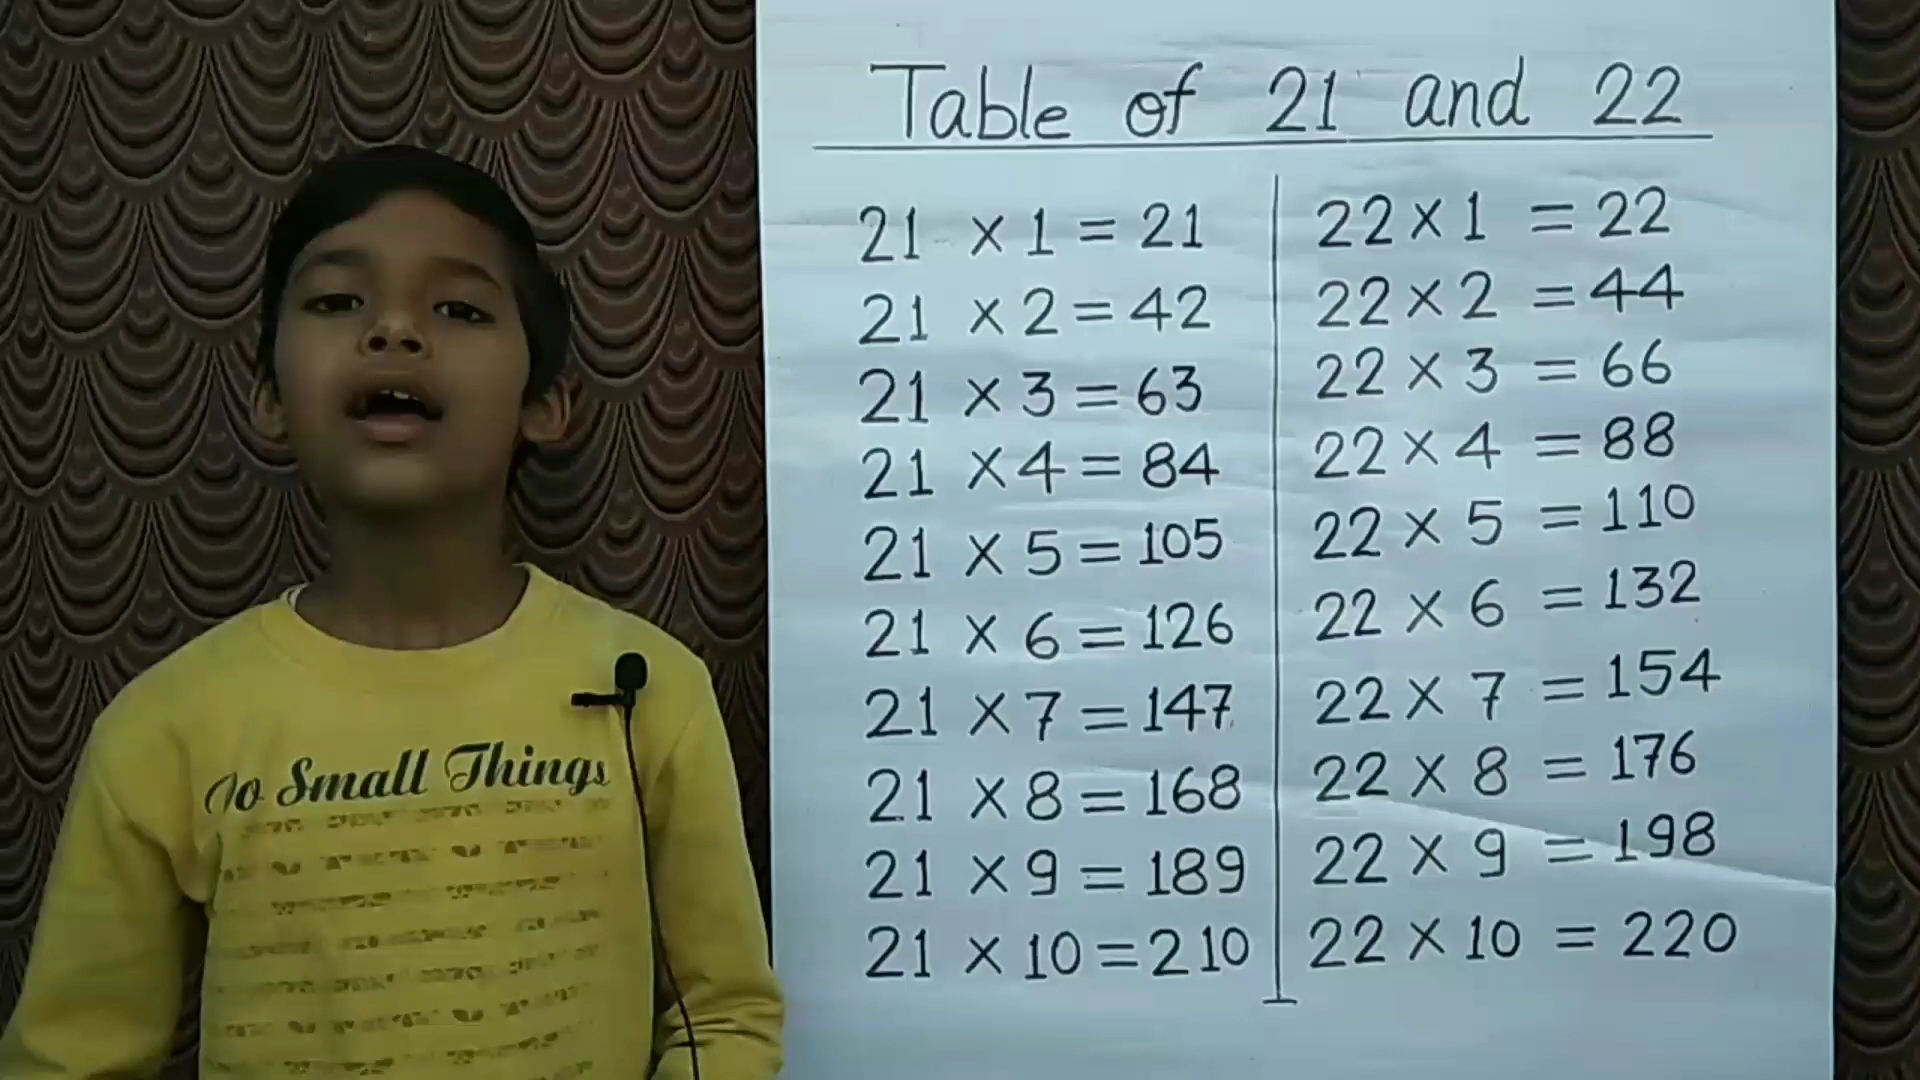 Table of 21 and 22
21 × 1 = 21
21 × 2 = 42
21 × 3 = 63
21 × 4 = 84
21 × 5 = 105
21 × 6 = 126
21 × 7 = 147
21 × 8 = 168
21 × 9 = 189
21 × 10 = 210
22 × 1 = 22
22 × 2 = 44
22 × 3 = 66
22 × 4 = 88
22 × 5 = 110
22 × 6 = 132
22 × 7 = 154
22 × 8 = 176
22 × 9 = 198
22 × 10 = 220
Small Things